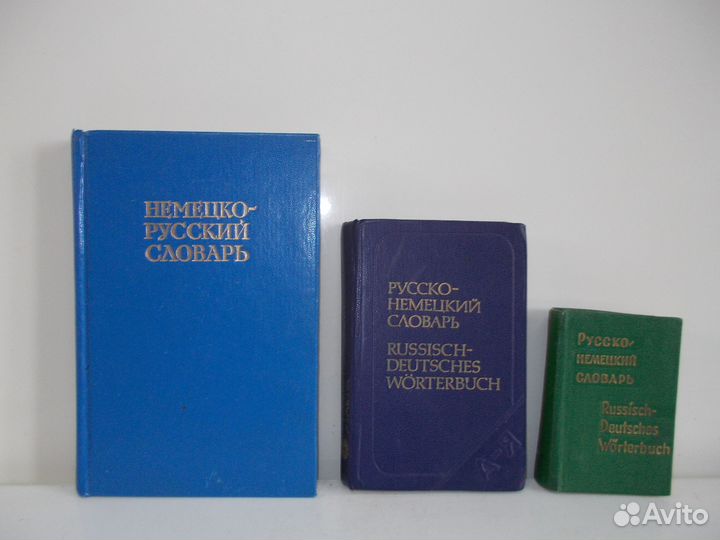 НЕМЕЦКО-
РУССКИЙ
СЛОВАРЬ
РУССКО-
НЕМЕЦКИЙ
СЛОВАРЬ
RUSSISCH-
DEUTSCHES
WÖRTERBUCH
А-Я
Русско-
немецкий
словарь
Russisch-
Deutsches
Wörterbuch
Avito